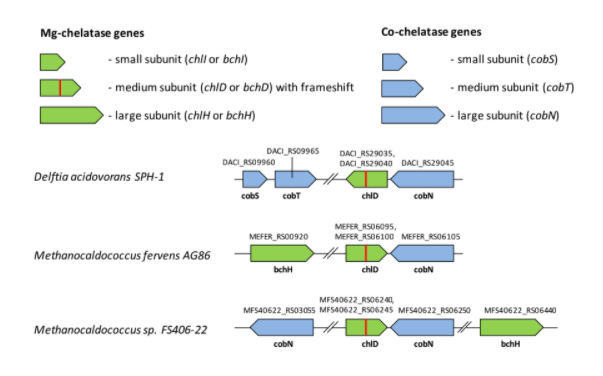 Mg-chelatase genes
Co-chelatase genes
- small subunit (chlI or bchI)
- small subunit (cobS)
- medium subunit (chlD or bchD) with frameshift
- medium subunit (cobT)
- large subunit (chlH or bchH)
- large subunit (cobN)
DACI_RS09965
DACI_RS29035,
DACI_RS09960
DACI_RS29040
DACI_RS29045
Delftia acidovorans SPH-1
cobS
cobT
chlD
cobN
MEFER_RS06095,
MEFER_RS00920
MEFER_RS06100
MEFER_RS06105
Methanocaldococcus fervens AG86
bchH
chlD
cobN
MFS40622_RS06240,
MFS40622_RS03055
MFS40622_RS06245
MFS40622_RS06250
MFS40622_RS06440
Methanocaldococcus sp. FS406-22
cobN
chlD
cobN
bchH